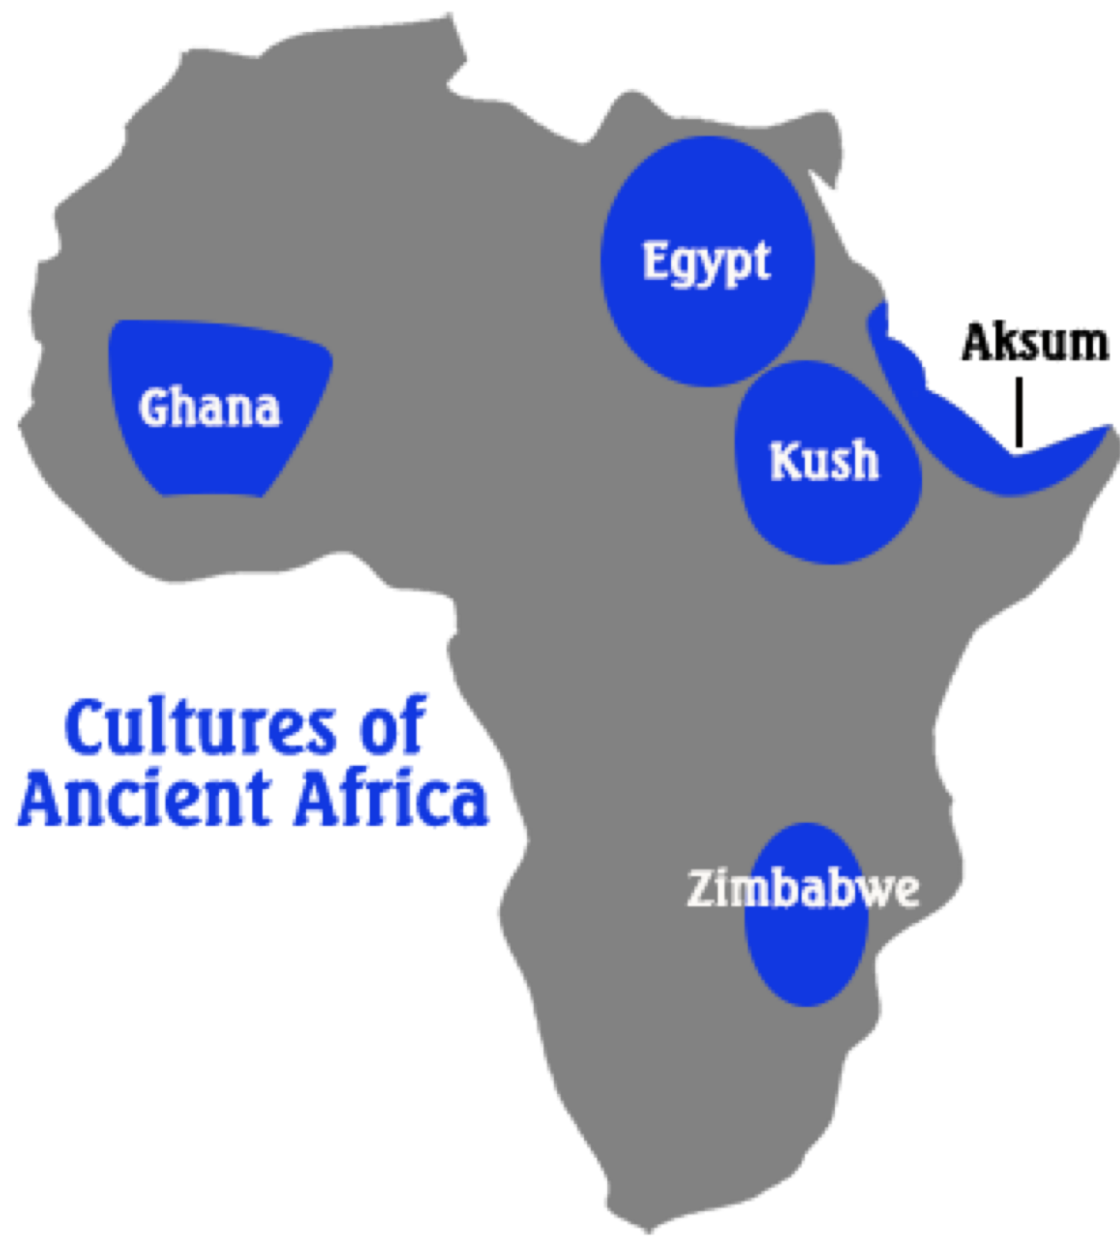 Egypt
Aksum
Ghana
Kush
Cultures of
Ancient Africa
Zimbabwe